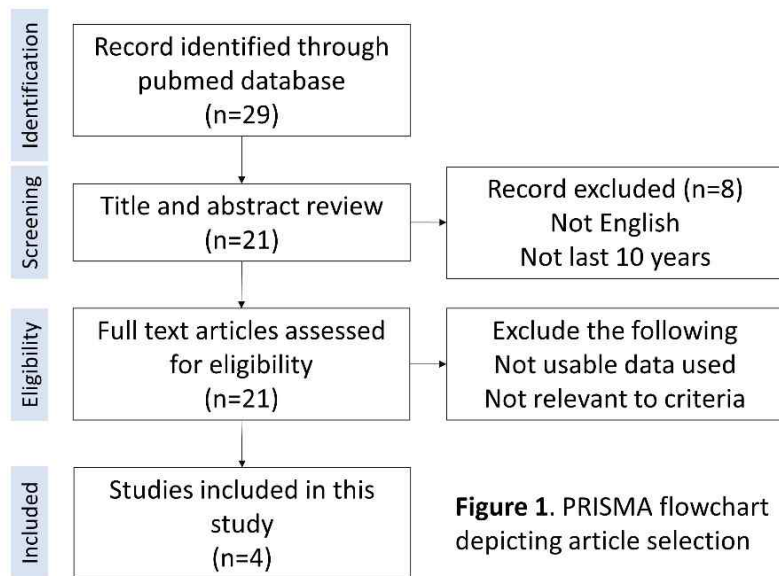 Identification
Record identified through
pubmed database
(n=29)
Screening
Title and abstract review
(n=21)
Record excluded (n=8)
Not English
Not last 10 years
Eligibility
Full text articles assessed
for eligibility
(n=21)
Exclude the following
Not usable data used
Not relevant to criteria
Included
Studies included in this
study
(n=4)
Figure 1. PRISMA flowchart
depicting article selection